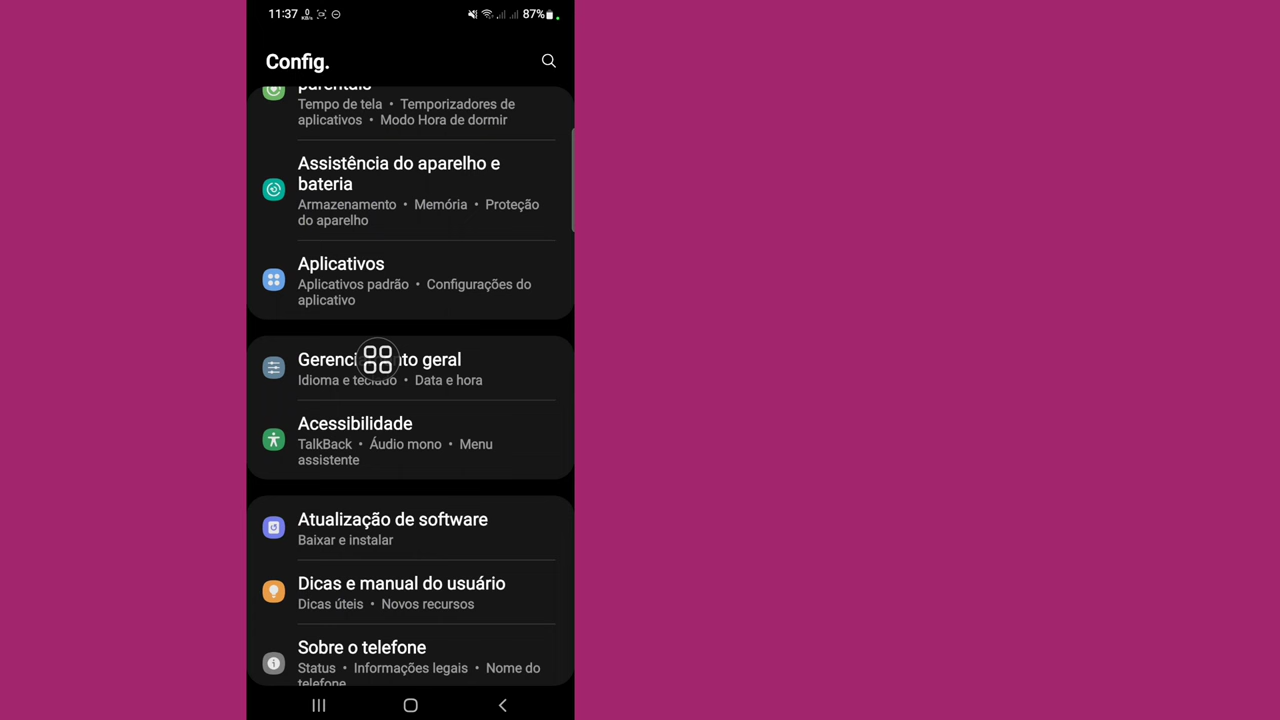 11:37 0 KB/s 87%
Config.
parentais
Tempo de tela • Temporizadores de
aplicativos • Modo Hora de dormir
Assistência do aparelho e
bateria
Armazenamento • Memória • Proteção
do aparelho
Aplicativos
Aplicativos padrão • Configurações do
aplicativo
Gerenciamento geral
Idioma e teclado • Data e hora
Acessibilidade
TalkBack • Áudio mono • Menu
assistente
Atualização de software
Baixar e instalar
Dicas e manual do usuário
Dicas úteis • Novos recursos
Sobre o telefone
Status • Informações legais • Nome do
telefone